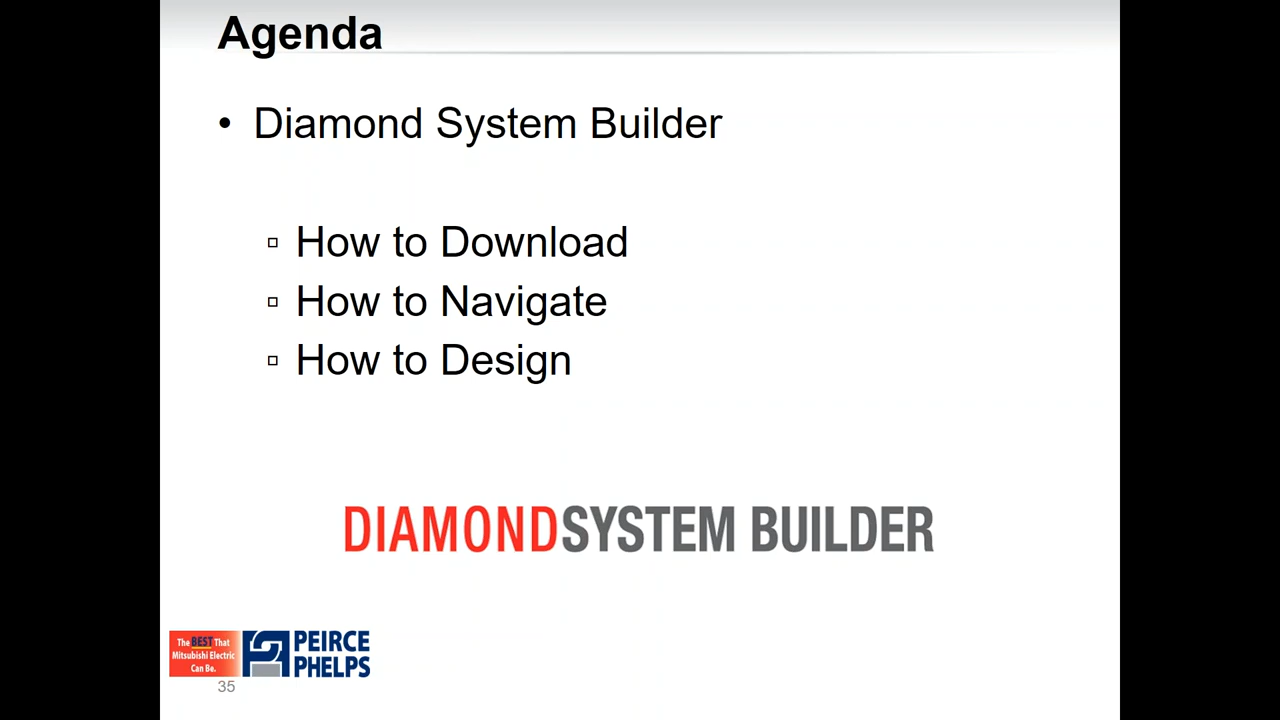 Agenda
• Diamond System Builder
▫ How to Download
▫ How to Navigate
▫ How to Design
DIAMONDSYSTEM BUILDER
The BEST That
Mitsubishi Electric
Can Be.
PEIRCE
PHELPS
35